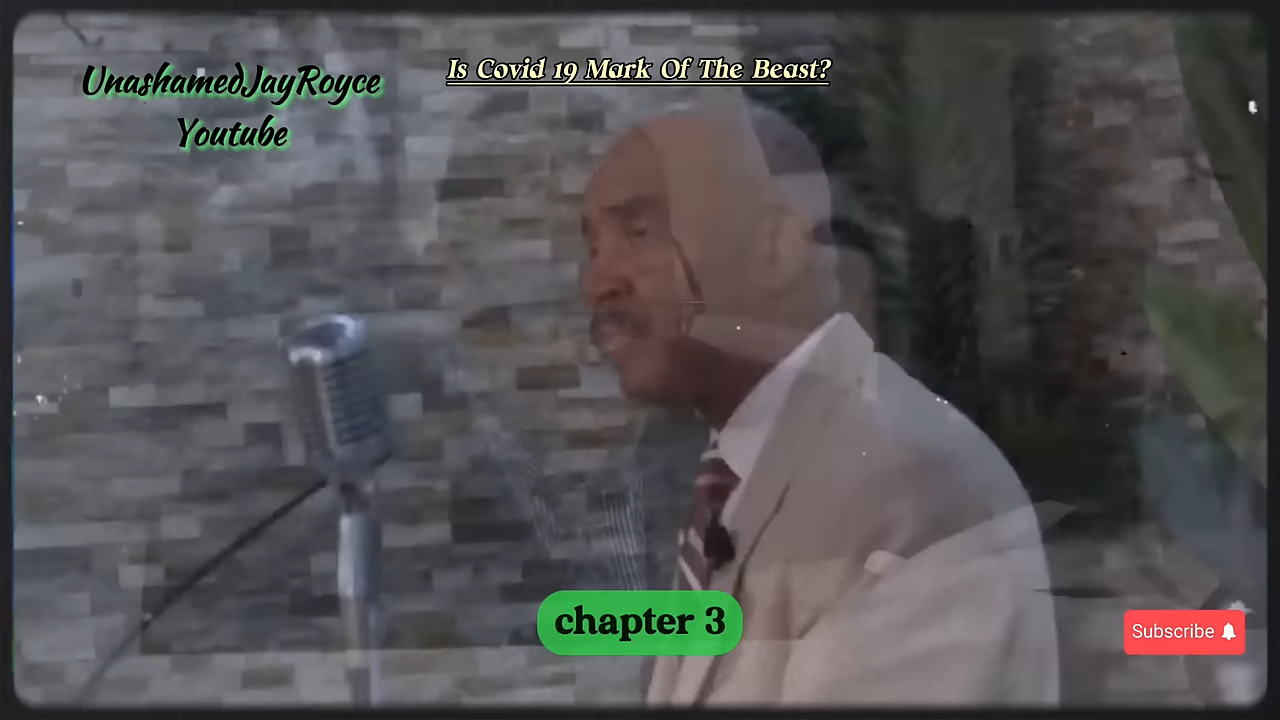 Is Covid 19 Mark Of The Beast?
UnashamedJayRoyce
Youtube
chapter 3
Subscribe